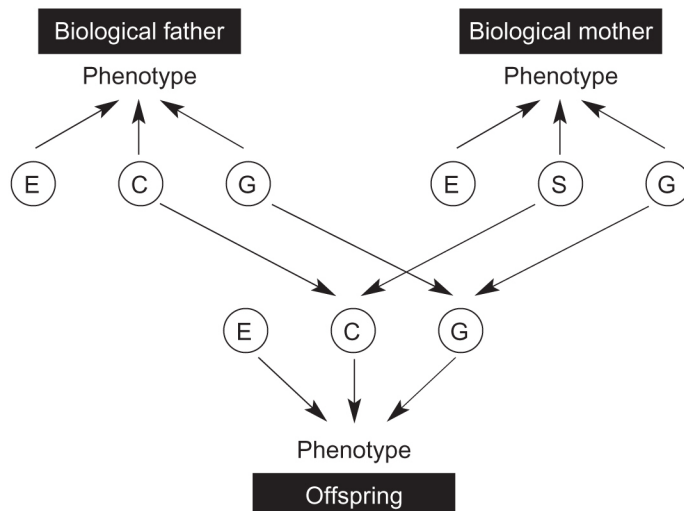 Biological father Biological mother
Phenotype Phenotype
E C G E S G
E C G
Phenotype
Offspring